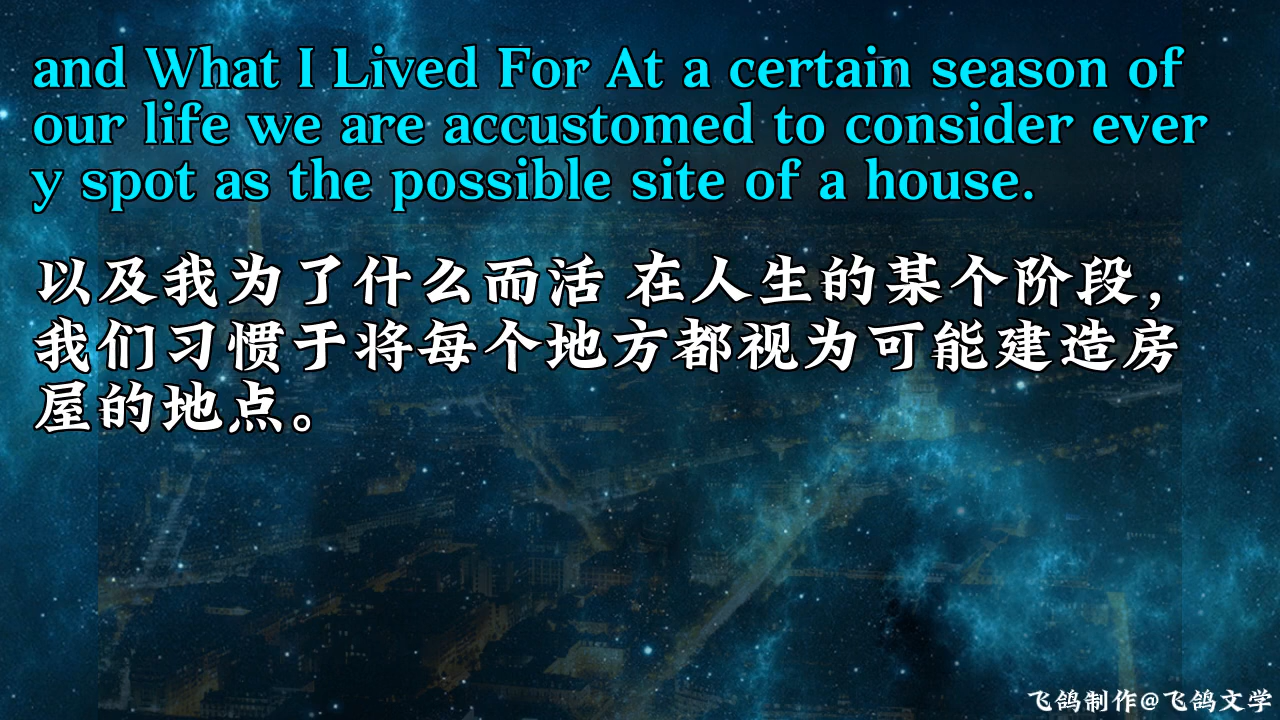 and What I Lived For At a certain season of
our life we are accustomed to consider ever
y spot as the possible site of a house.
以及我为了什么而活 在人生的某个阶段，
我们习惯于将每个地方都视为可能建造房
屋的地点。
飞鸽制作@飞鸽文学